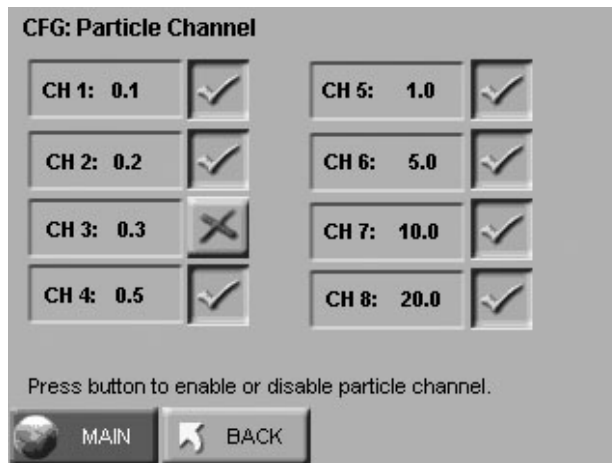 CFG: Particle Channel
CH 1: 0.1
CH 2: 0.2
CH 3: 0.3
CH 4: 0.5
CH 5: 1.0
CH 6: 5.0
CH 7: 10.0
CH 8: 20.0
Press button to enable or disable particle channel.
MAIN
BACK